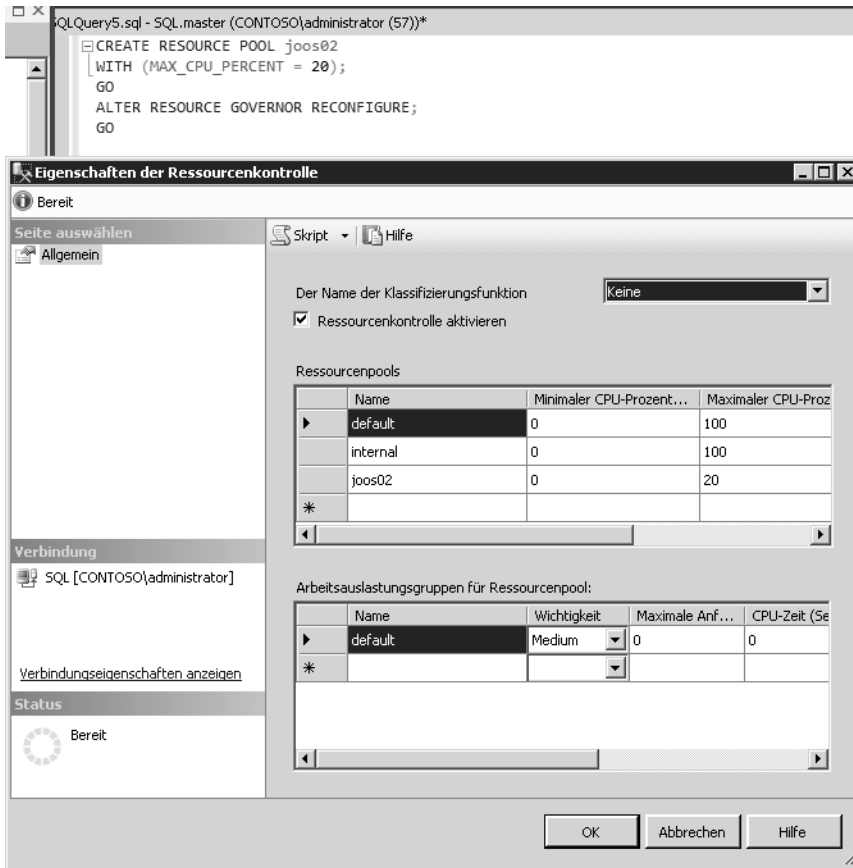 SQLQuery5.sql - SQL.master (CONTOSO\administrator (57))*
CREATE RESOURCE POOL joos02
WITH (MAX_CPU_PERCENT = 20);
GO
ALTER RESOURCE GOVERNOR RECONFIGURE;
GO
Eigenschaften der Ressourcenkontrolle
Bereit
Seite auswählen
Allgemein
Skript Hilfe
Der Name der Klassifizierungsfunktion Keine
Ressourcenkontrolle aktivieren
Ressourcenpools
Name Minimaler CPU-Prozent... Maximaler CPU-Proz
default 0 100
internal 0 100
joos02 0 20
Verbindung
SQL [CONTOSO\administrator]
Verbindungseigenschaften anzeigen
Status
Bereit
Arbeitsauslastungsgruppen für Ressourcenpool:
Name Wichtigkeit Maximale Anf... CPU-Zeit (Se
default Medium 0 0
OK Abbrechen Hilfe